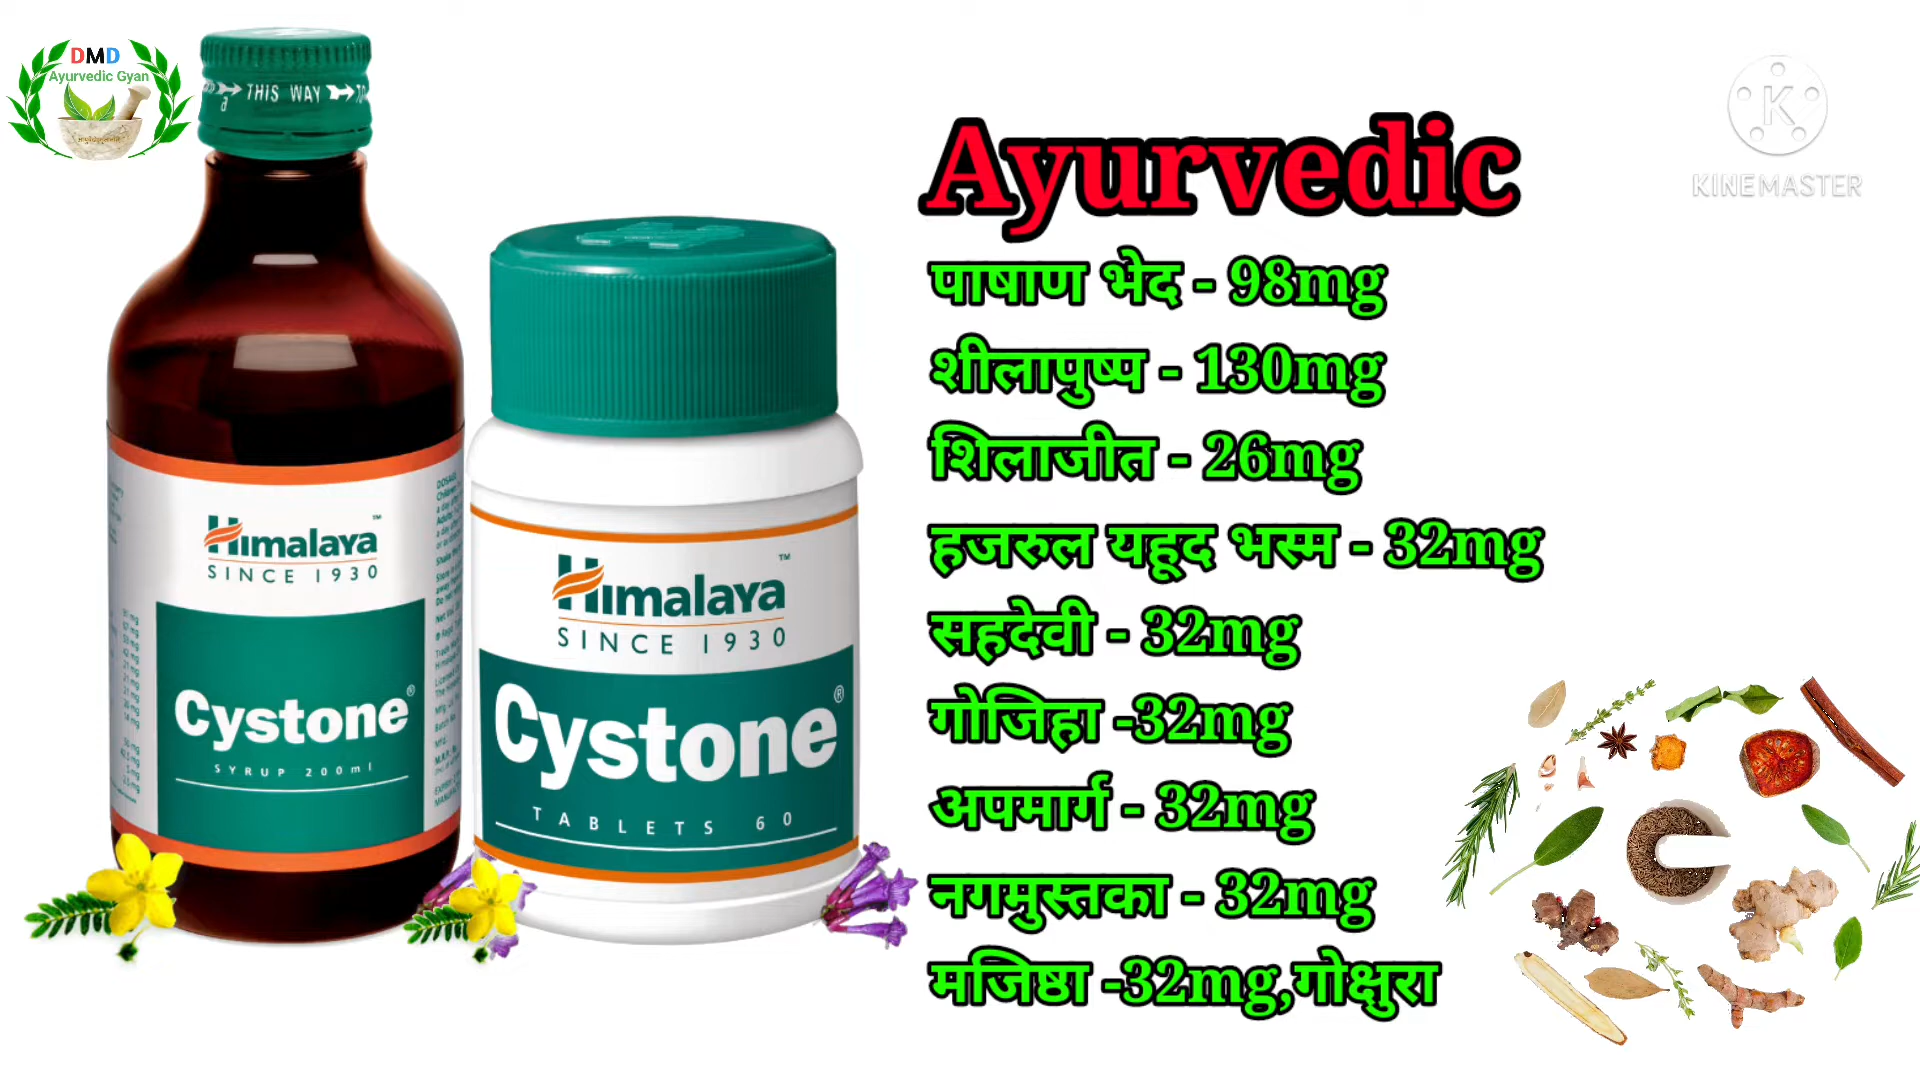 DMD
Ayurvedic Gyan
THIS WAY
Himalaya
SINCE 1930
Cystone
SYRUP 200ml
Himalaya
SINCE 1930
Cystone
TABLETS 60
Ayurvedic
पाषाण भेद - 98mg
शीलापुष्प - 130mg
शिलाजीत - 26mg
हजरुल यहूद भस्म - 32mg
सहदेवी - 32mg
गोजिहा -32mg
अपमार्ग - 32mg
नगमुस्तका - 32mg
मजिष्ठा -32mg,गोक्षुरा
KINEMASTER